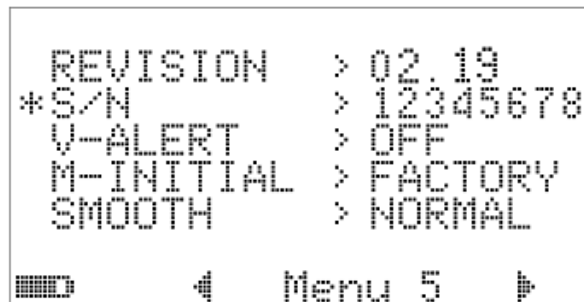 REVISION > 02.19
*S/N > 12345678
V-ALERT > OFF
M-INITIAL > FACTORY
SMOOTH > NORMAL
Menu 5